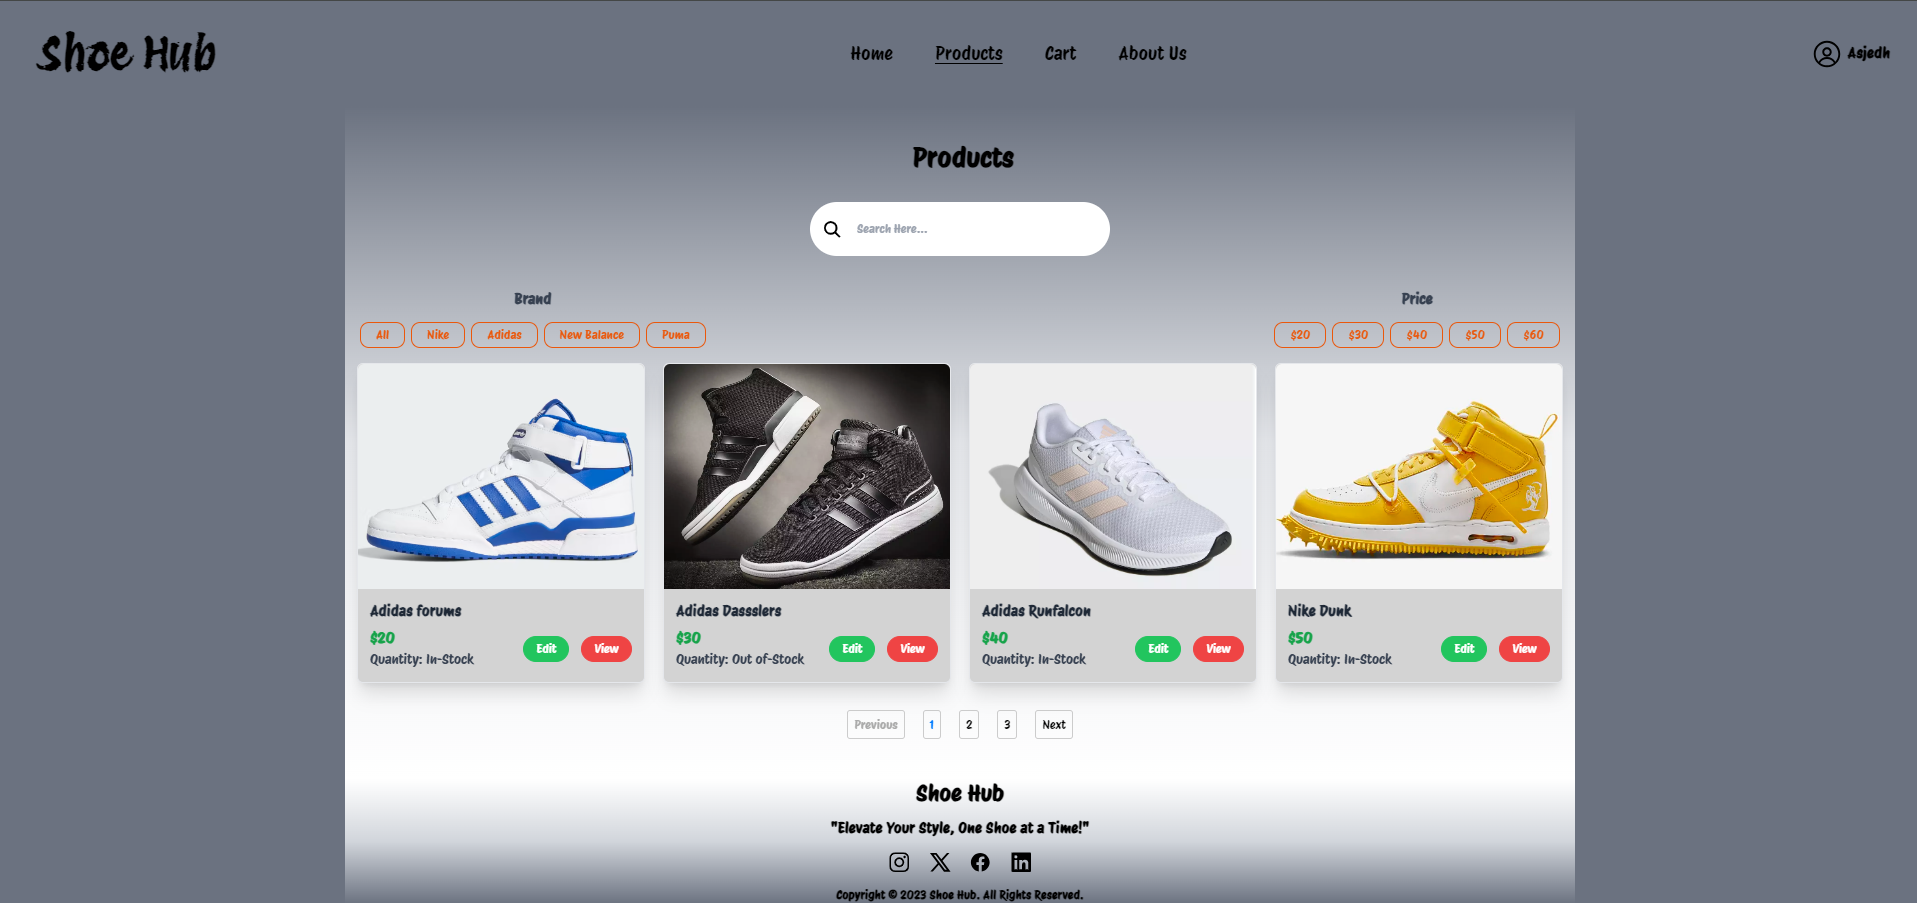 Shoe Hub
Home Products Cart About Us
Asjedh
Products
Search Here...
Brand
Price
All Nike Adidas New Balance Puma
$20 $30 $40 $50 $60
Adidas forums
$20
Quantity: In-Stock
Edit View
Adidas Dassslers
$30
Quantity: Out of-Stock
Edit View
Adidas Runfalcon
$40
Quantity: In-Stock
Edit View
Nike Dunk
$50
Quantity: In-Stock
Edit View
Previous 1 2 3 Next
Shoe Hub
"Elevate Your Style, One Shoe at a Time!"
Copyright © 2023 Shoe Hub. All Rights Reserved.